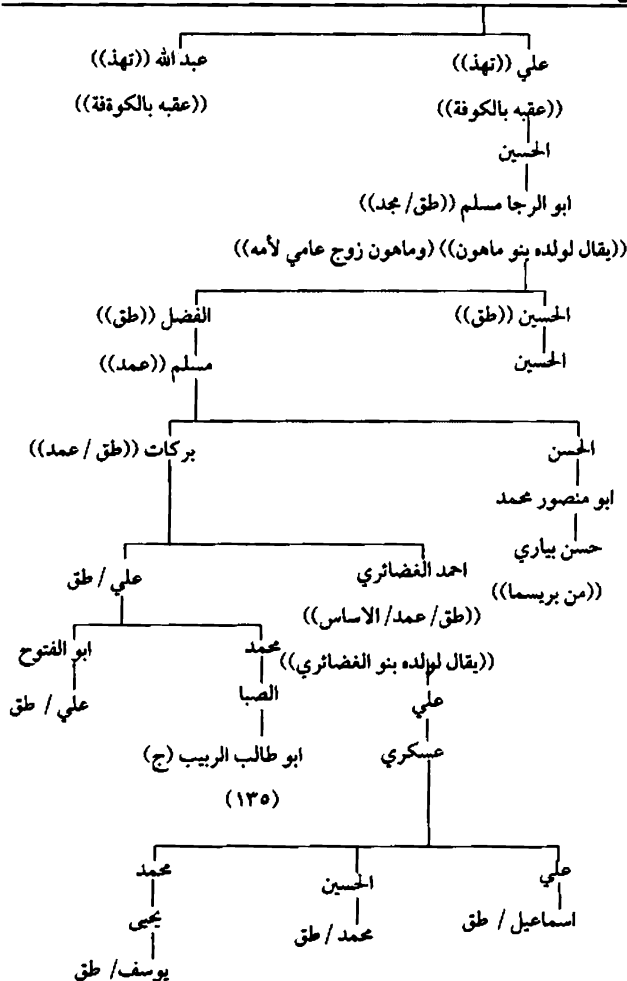 علي ((تهذ)) عبد الله ((تهذ))
((عقبه بالكوفة)) ((عقبه بالكوفة))
الحسين
ابو الرجا مسلم ((طق/ مجد))
((يقال لولده بنو ماهون)) (وماهون زوج عامي لأمه))
الحسين ((طق)) الفضل ((طق))
الحسين مسلم ((عمد))
الحسن بركات ((طق / عمد))
ابو منصور محمد
حسن بياري
((من بريسما))
احمد الغضائري علي / طق
((طق/ عمد/ الاساس))
((يقال لولده بنو الغضائري)) محمد ابو الفتوح
علي الصبا علي / طق
عسكري ابو طالب الربيب (ج)
(١٣٥)
علي الحسين محمد
اسماعيل / طق محمد/ طق يحيى
يوسف/ طق